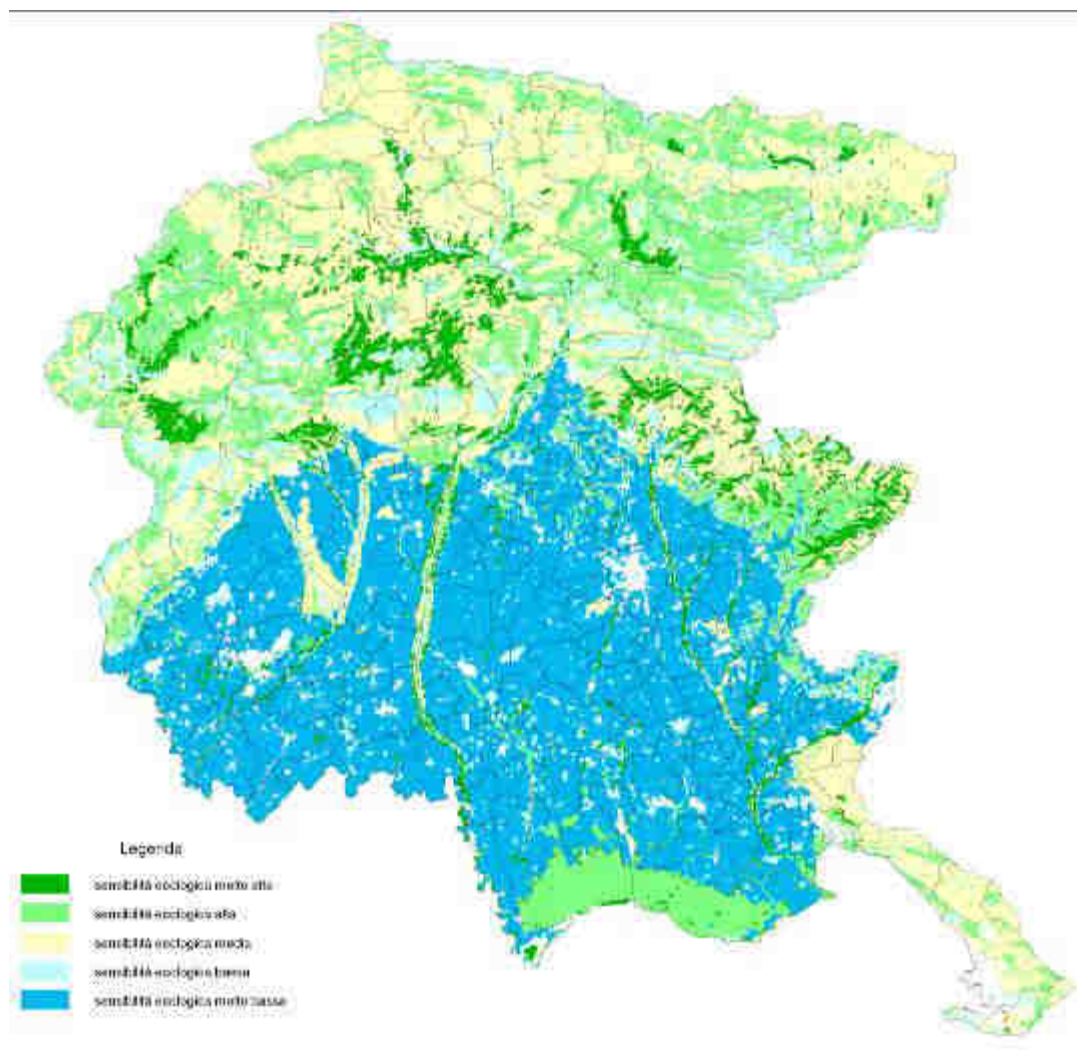 Legenda
sensibilità ecologica molto alta
sensibilità ecologica alta
sensibilità ecologica media
sensibilità ecologica bassa
sensibilità ecologica molto bassa